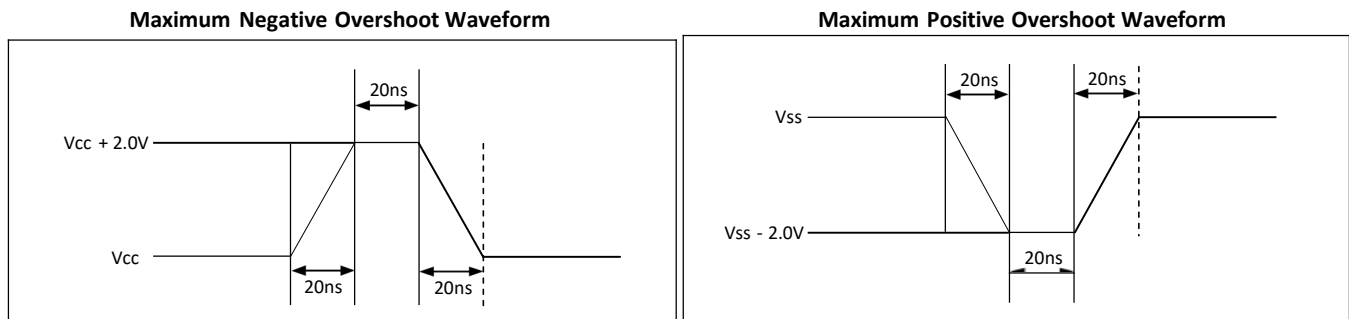 Maximum Negative Overshoot Waveform
20ns
Vcc + 2.0V
Vcc
20ns
20ns
Maximum Positive Overshoot Waveform
20ns
20ns
Vss
Vss - 2.0V
20ns